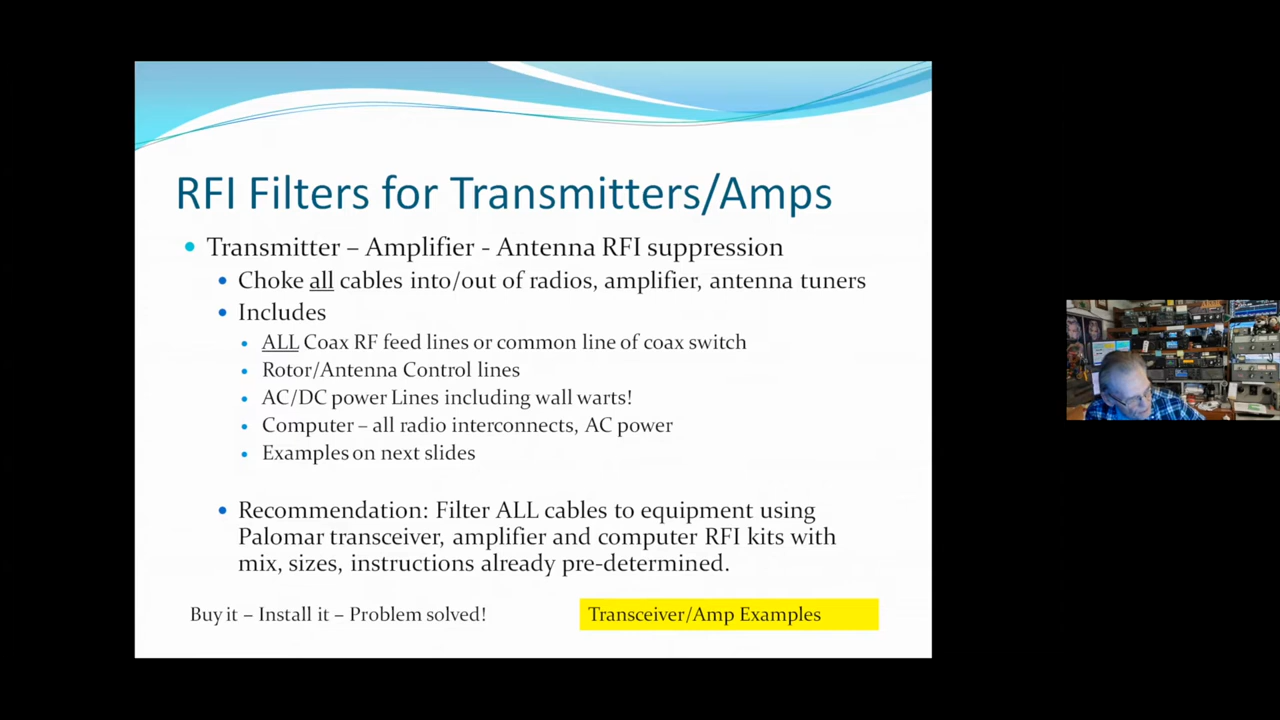 RFI Filters for Transmitters/Amps
Transmitter – Amplifier - Antenna RFI suppression
Choke all cables into/out of radios, amplifier, antenna tuners
Includes
ALL Coax RF feed lines or common line of coax switch
Rotor/Antenna Control lines
AC/DC power Lines including wall warts!
Computer – all radio interconnects, AC power
Examples on next slides
Recommendation: Filter ALL cables to equipment using
Palomar transceiver, amplifier and computer RFI kits with
mix, sizes, instructions already pre-determined.
Buy it – Install it – Problem solved!
Transceiver/Amp Examples